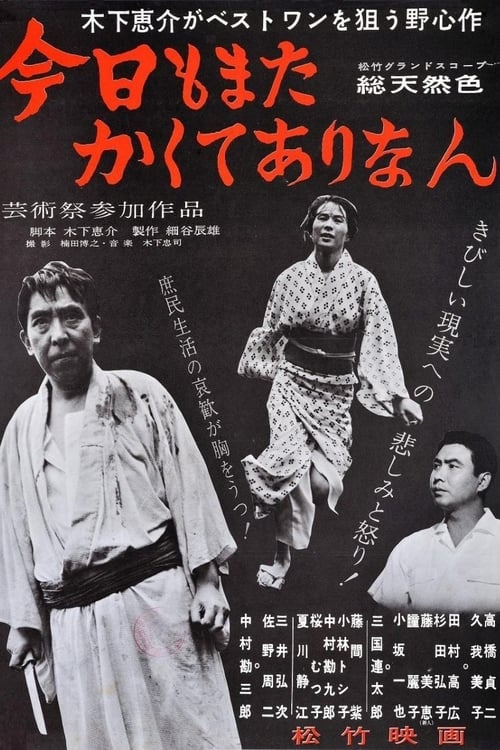 木下恵介がベストワンを狙う野心作
今日もまた
かくてありなん
松竹グランドスコープ
総天然色
芸術祭参加作品
脚本 木下恵介 製作 細谷辰雄
撮影 楠田博之・音楽 木下忠司
きびしい現実への
悲しみと怒り!
庶民生活の哀歓が胸をうつ!
高橋貞二
久我美子
田村高広
杉田弘子
藤美恵(新人)
小坂一也
三国連太郎
藤間紫
小林トシ子
中村勘九郎
桜むつ子
夏川静江
三井弘次
佐野周二
中村勘三郎
松竹映画